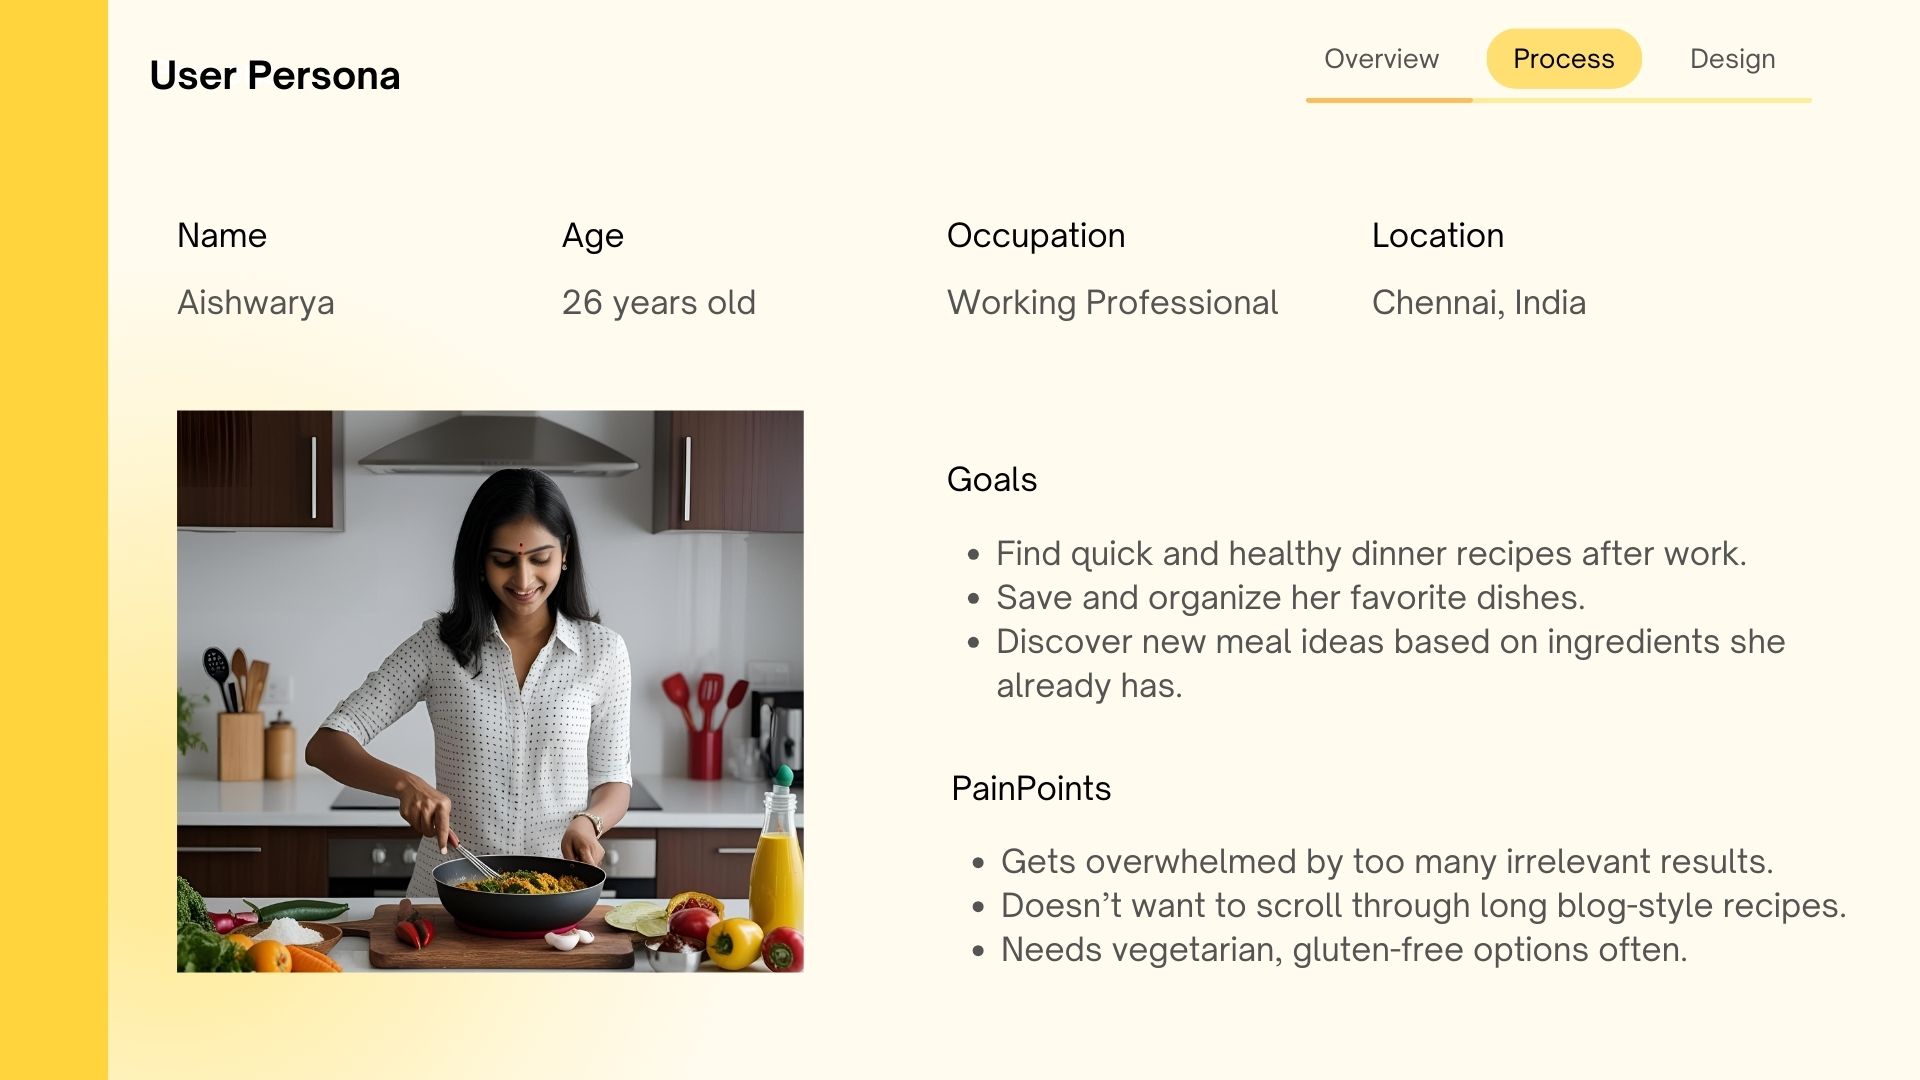 User Persona
Overview
Process
Design
Name
Age
Occupation
Location
Aishwarya
26 years old
Working Professional
Chennai, India
Goals
• Find quick and healthy dinner recipes after work.
• Save and organize her favorite dishes.
• Discover new meal ideas based on ingredients she
already has.
PainPoints
• Gets overwhelmed by too many irrelevant results.
• Doesn’t want to scroll through long blog-style recipes.
• Needs vegetarian, gluten-free options often.